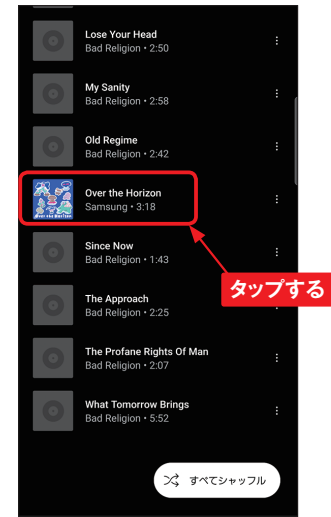 Lose Your Head
Bad Religion • 2:50
My Sanity
Bad Religion • 2:58
Old Regime
Bad Religion • 2:42
Over the Horizon
Over the Horizon
Samsung • 3:18
Since Now
Bad Religion • 1:43
タップする
The Approach
Bad Religion • 2:25
The Profane Rights Of Man
Bad Religion • 2:07
What Tomorrow Brings
Bad Religion • 5:52
すべてシャッフル